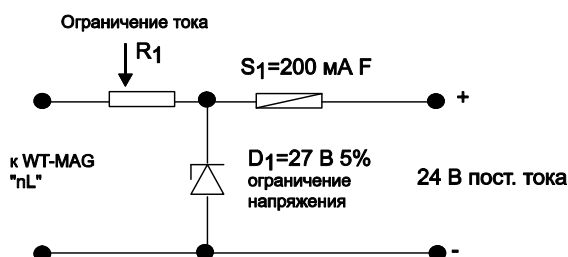 Ограничение тока
R1
S1=200 мА F
+
к WT-MAG
"nL"
D1=27 В 5%
ограничение
напряжения
24 В пост. тока
-